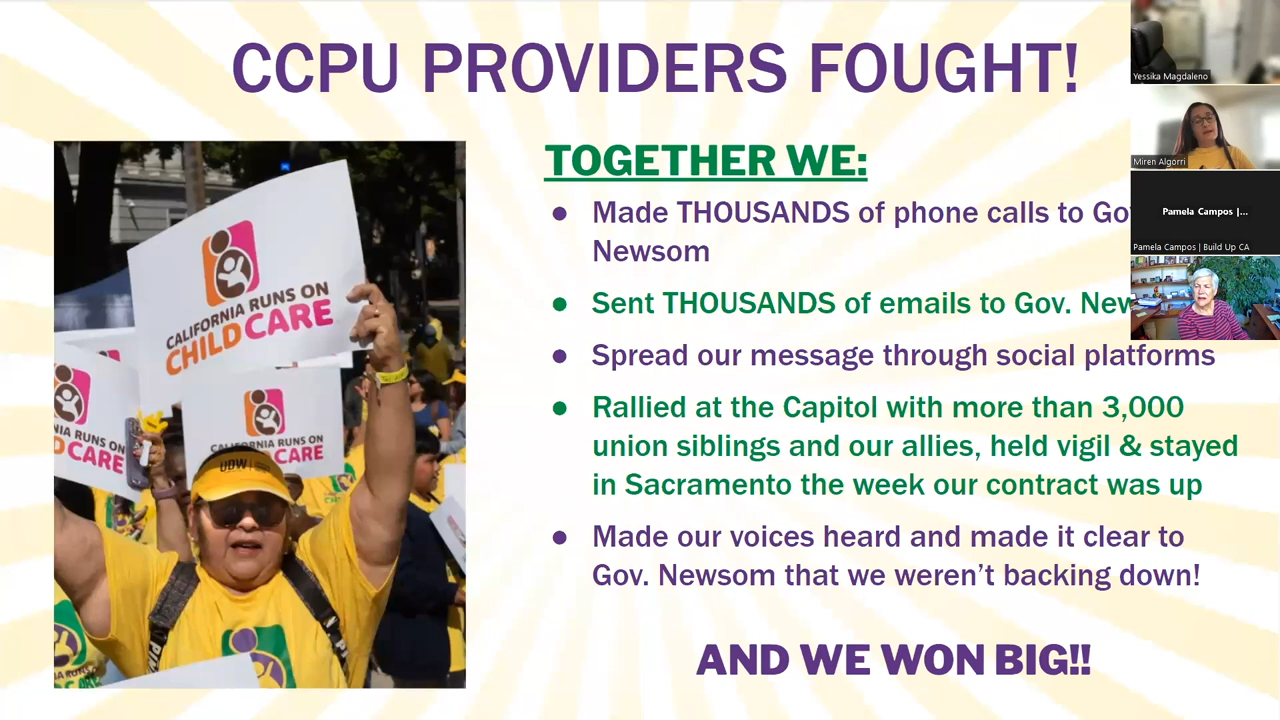 CCPU PROVIDERS FOUGHT!
TOGETHER WE:
● Made THOUSANDS of phone calls to Go
Newsom
● Sent THOUSANDS of emails to Gov. New
● Spread our message through social platforms
● Rallied at the Capitol with more than 3,000
union siblings and our allies, held vigil & stayed
in Sacramento the week our contract was up
● Made our voices heard and made it clear to
Gov. Newsom that we weren't backing down!
AND WE WON BIG!!
CALIFORNIA RUNS ON
CHILD CARE
NIA RUNS ON
D CARE
CALIFORNIA RUNS ON
CARE
UDW
Yessika Magdaleno
Miren Algorri
Pamela Campos |...
Pamela Campos | Build Up CA